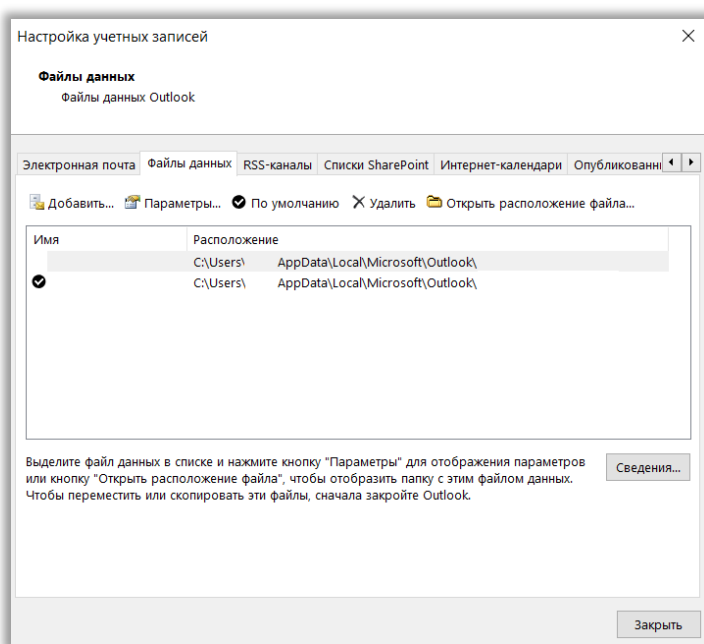 Настройка учетных записей
Файлы данных
Файлы данных Outlook
Электронная почта Файлы данных RSS-каналы Списки SharePoint Интернет-календари Опубликованн
Добавить... Параметры... По умолчанию Удалить Открыть расположение файла...
Имя Расположение
C:\Users\ AppData\Local\Microsoft\Outlook\
C:\Users\ AppData\Local\Microsoft\Outlook\
Выделите файл данных в списке и нажмите кнопку "Параметры" для отображения параметров
или кнопку "Открыть расположение файла", чтобы отобразить папку с этим файлом данных.
Чтобы переместить или скопировать эти файлы, сначала закройте Outlook.
Сведения...
Закрыть